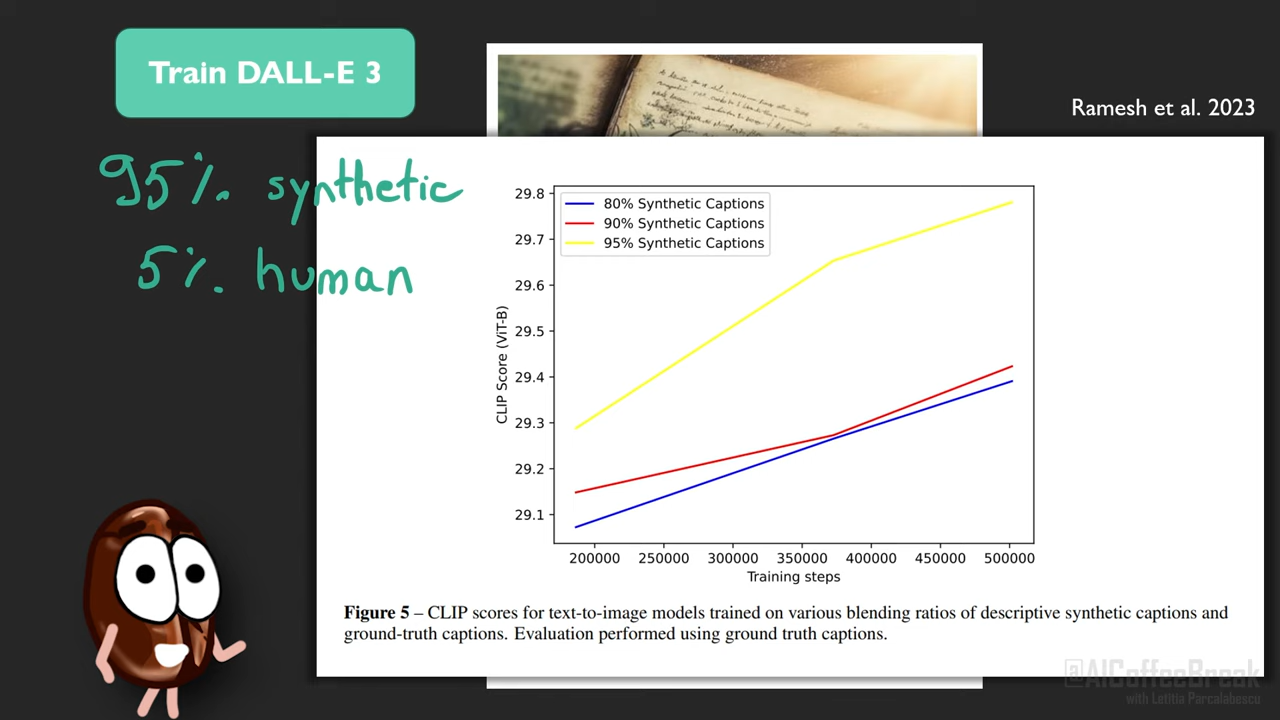 Train DALL-E 3
Ramesh et al. 2023
95% synthetic
5% human
29.8
29.7
29.6
29.5
29.4
29.3
29.2
29.1
CLIP Score (ViT-B)
80% Synthetic Captions
90% Synthetic Captions
95% Synthetic Captions
200000 250000 300000 350000 400000 450000 500000
Training steps
Figure 5 – CLIP scores for text-to-image models trained on various blending ratios of descriptive synthetic captions and
ground-truth captions. Evaluation performed using ground truth captions.
@AICoffeeBreak
with Letitia Parcalabescu